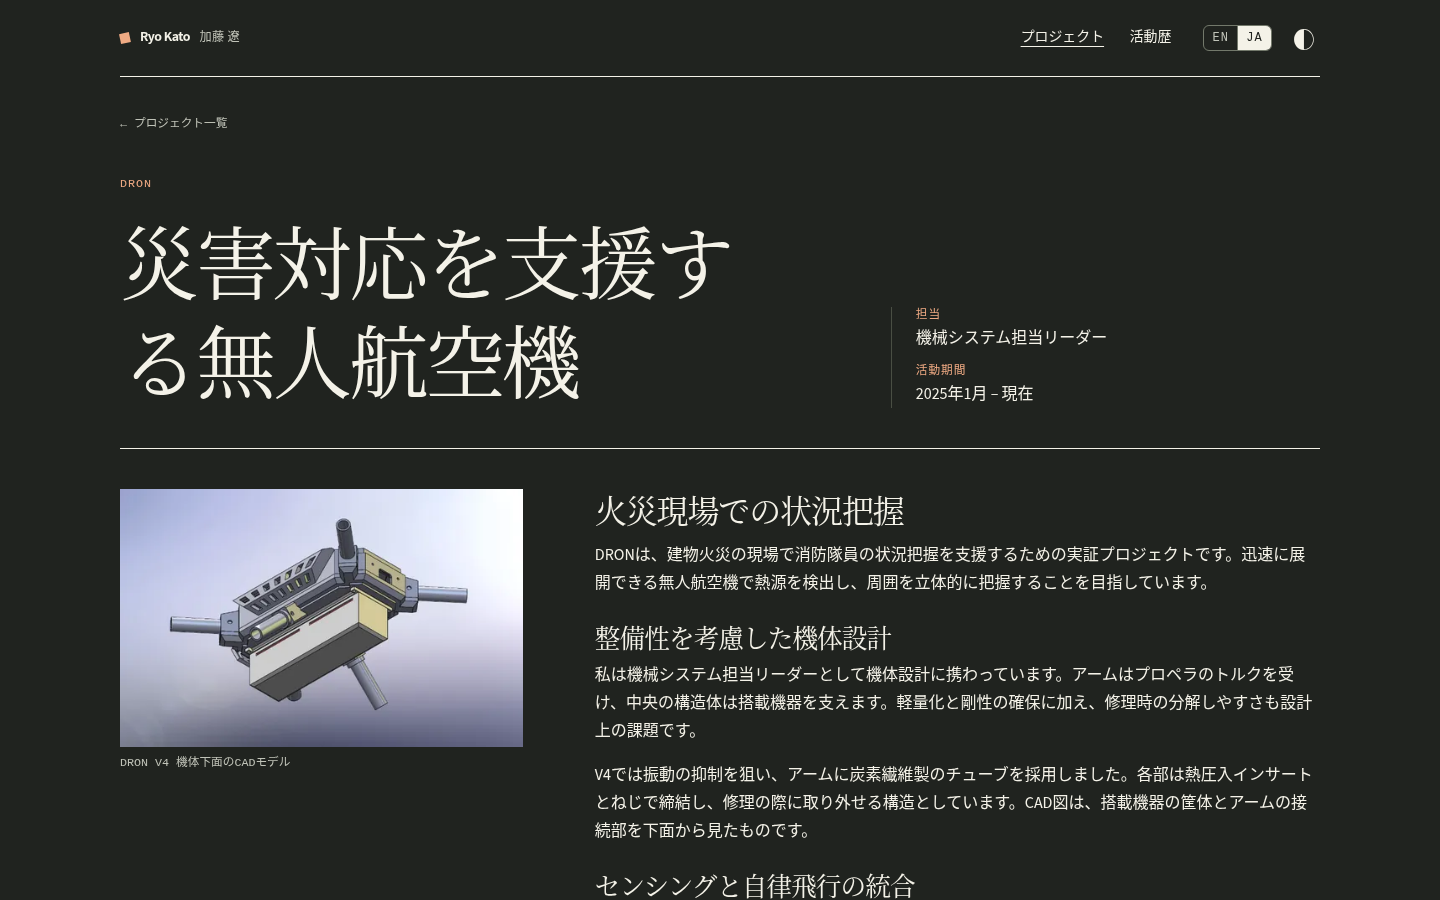 Ryo Kato 加藤 遼
プロジェクト 活動歴 EN JA
← プロジェクト一覧
DRON
災害対応を支援す
る無人航空機
担当
機械システム担当リーダー
活動期間
2025年1月 – 現在
DRON V4 機体下面のCADモデル
火災現場での状況把握
DRONは、建物火災の現場で消防隊員の状況把握を支援するための実証プロジェクトです。迅速に展
開できる無人航空機で熱源を検出し、周囲を立体的に把握することを目指しています。
整備性を考慮した機体設計
私は機械システム担当リーダーとして機体設計に携わっています。アームはプロペラのトルクを受
け、中央の構造体は搭載機器を支えます。軽量化と剛性の確保に加え、修理時の分解しやすさも設計
上の課題です。
V4では振動の抑制を狙い、アームに炭素繊維製のチューブを採用しました。各部は熱圧入インサート
とねじで締結し、修理の際に取り外せる構造としています。CAD図は、搭載機器の筐体とアームの接
続部を下面から見たものです。
センシングと自律飛行の統合